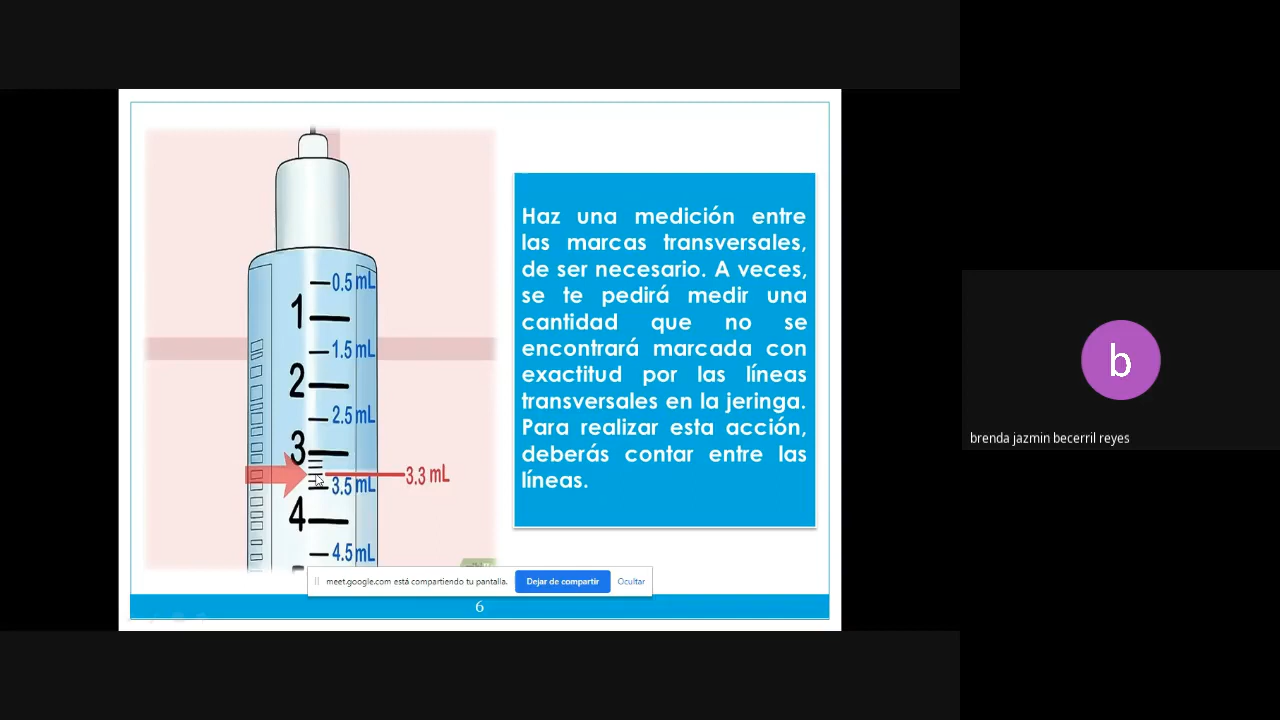 0.5 mL
1
1.5 mL
2
2.5 mL
3
3.3 mL
3.5 mL
4
4.5 mL
Haz una medición entre
las marcas transversales,
de ser necesario. A veces,
se te pedirá medir una
cantidad que no se
encontrará marcada con
exactitud por las líneas
transversales en la jeringa.
Para realizar esta acción,
deberás contar entre las
líneas.
meet.google.com está compartiendo tu pantalla. Dejar de compartir Ocultar
6
b
brenda jazmin becerril reyes